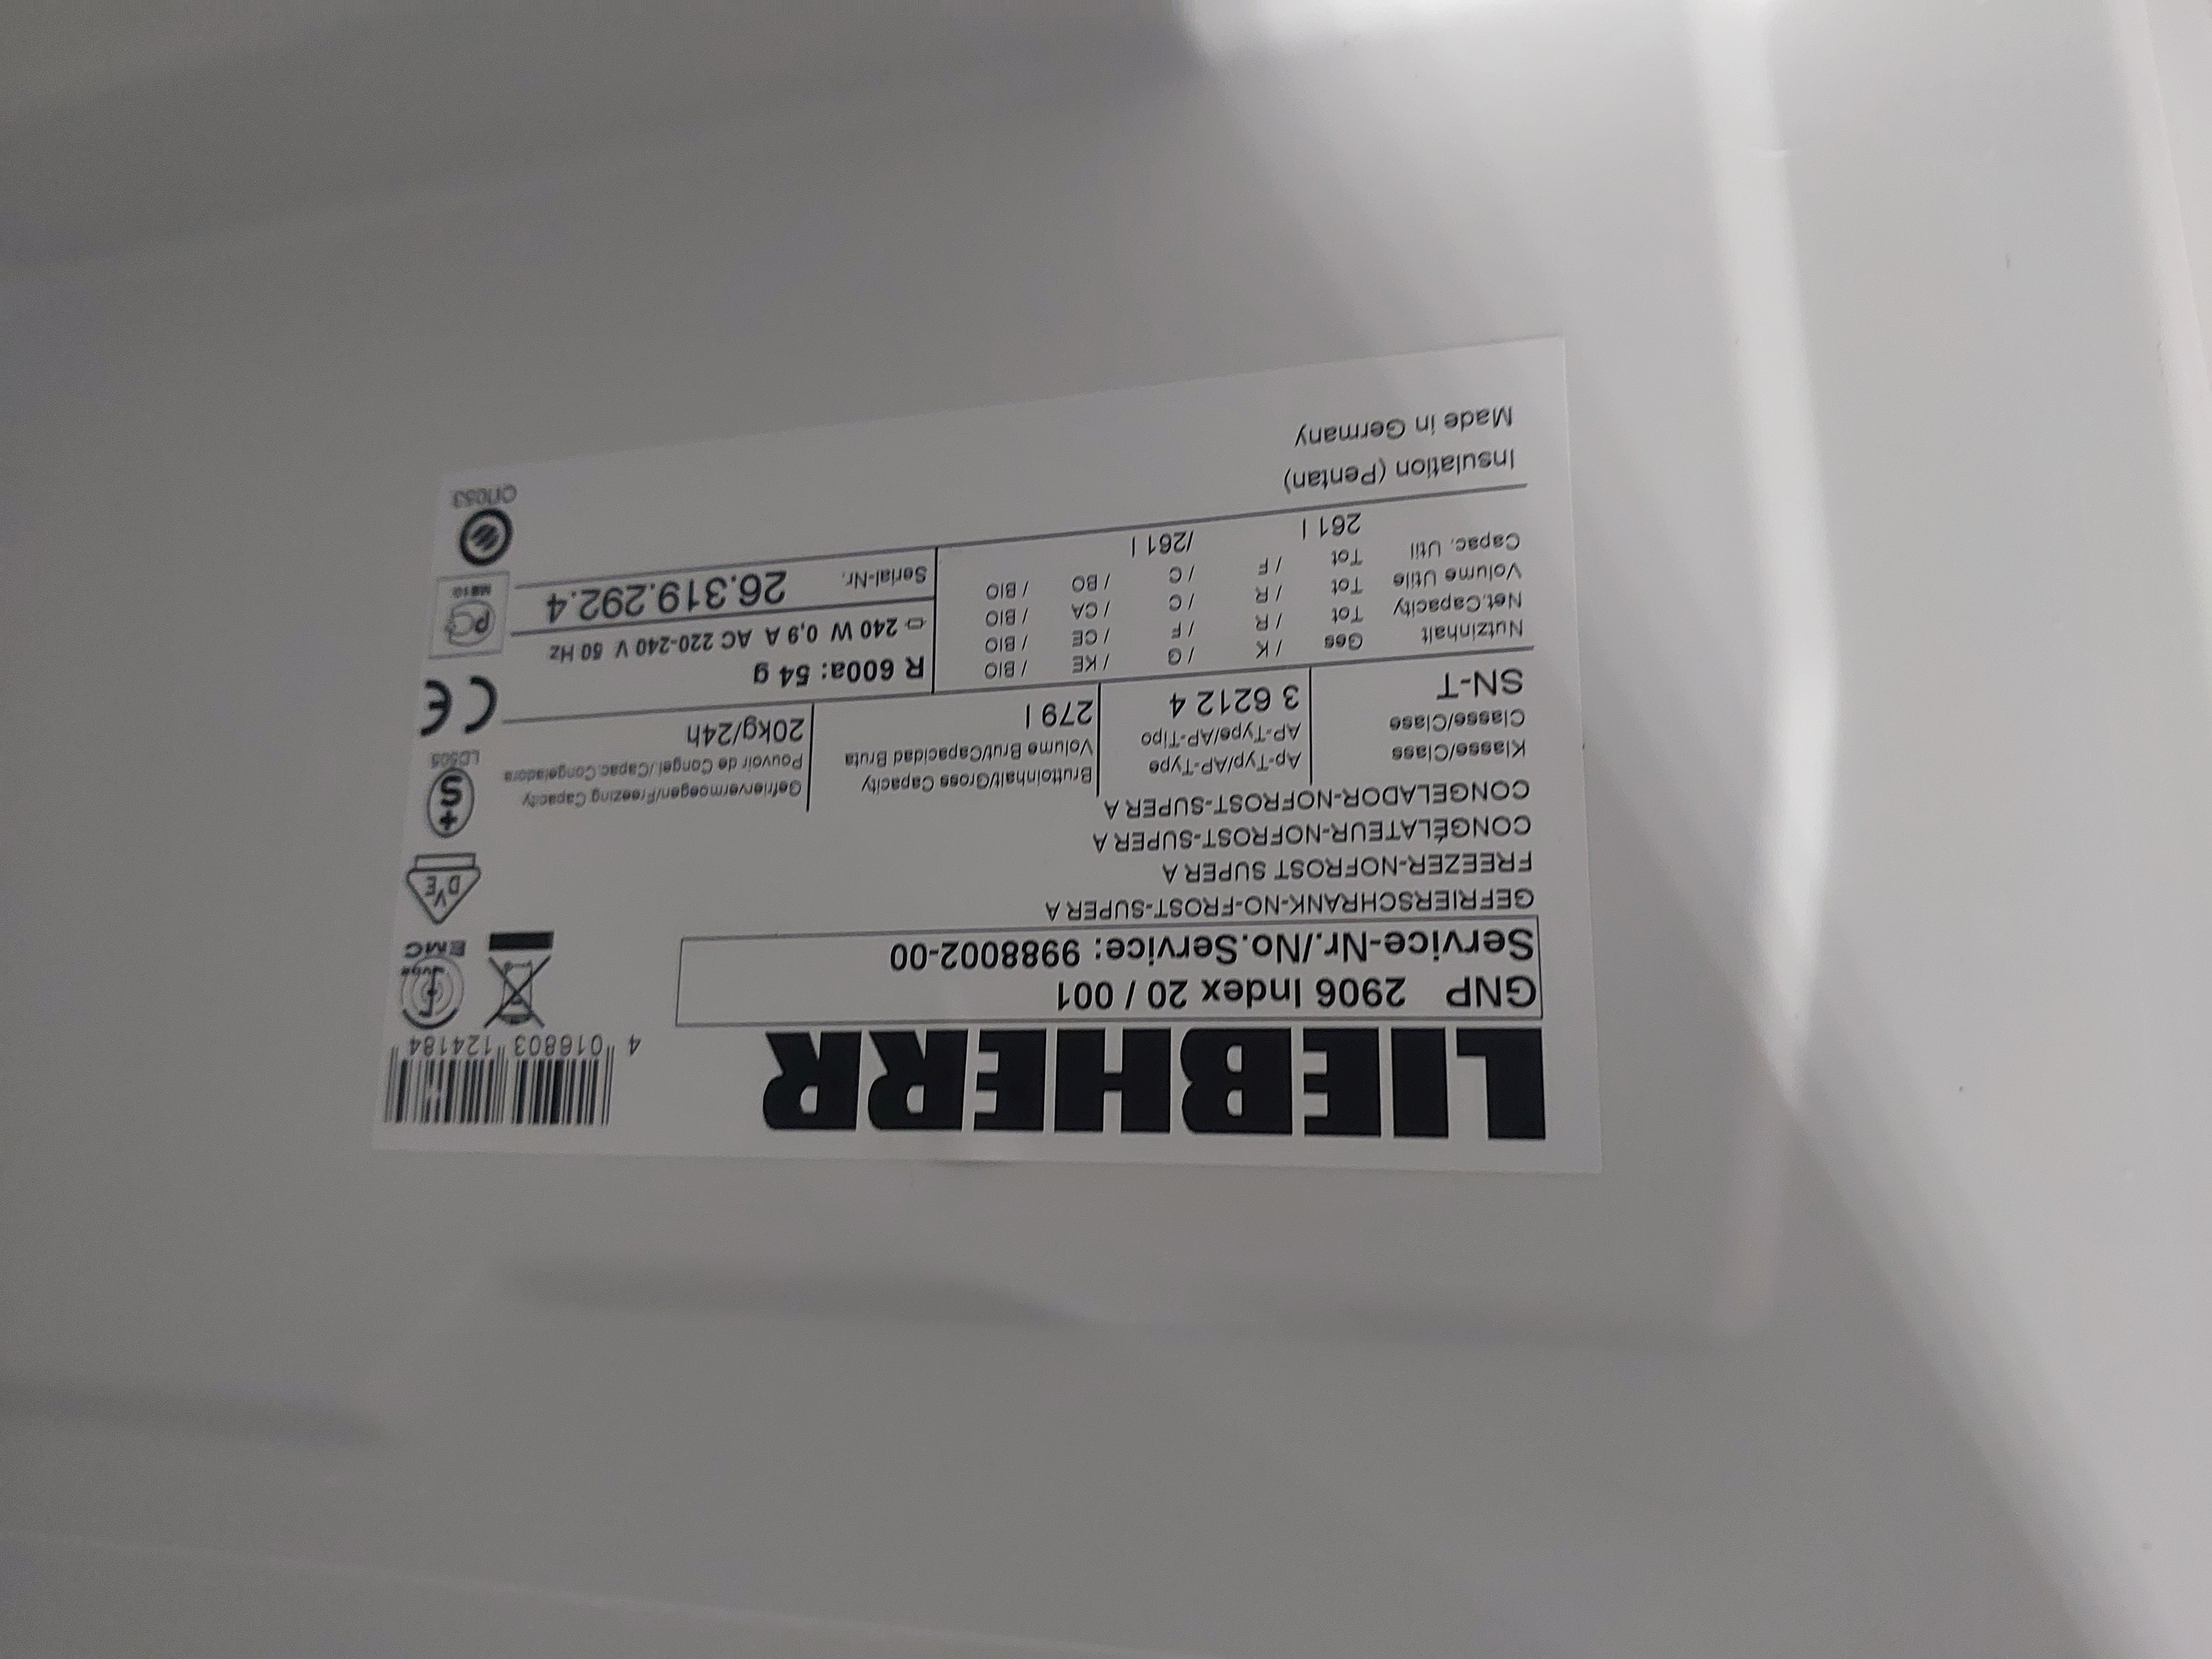 LIEBHERR
4 016803 124184
GNP 2906 Index 20 / 001
Service-Nr./No.Service: 9988002-00
EMC
GEFRIERSCHRANK-NO-FROST-SUPER A
FREEZER-NOFROST SUPER A
CONGÉLATEUR-NOFROST-SUPER A
CONGELADOR-NOFROST-SUPER A
DVE
+S
LD505
Klasse/Class
Classe/Clase
SN-T
Ap-Typ/AP-Type
AP-Type/AP-Tipo
3 6212 4
Bruttoinhalt/Gross Capacity
Volume Brut/Capacidad Bruta
279 l
Gefriervermoegen/Freezing Capacity
Pouvoir de Congel./Capac.Congeladora
20kg/24h
CE
Nutzinhalt Ges / K / G / KE / BIO
Net.Capacity Tot / R / F / CE / BIO
Volume Utile Tot / R / C / CA / BIO
Capac. Util Tot / F / C / BO / BIO
261 l /261 l
R 600a: 54 g
240 W 0,9 A AC 220-240 V 50 Hz
Serial-Nr. 26.319.292.4
PC
Insulation (Pentan)
Made in Germany